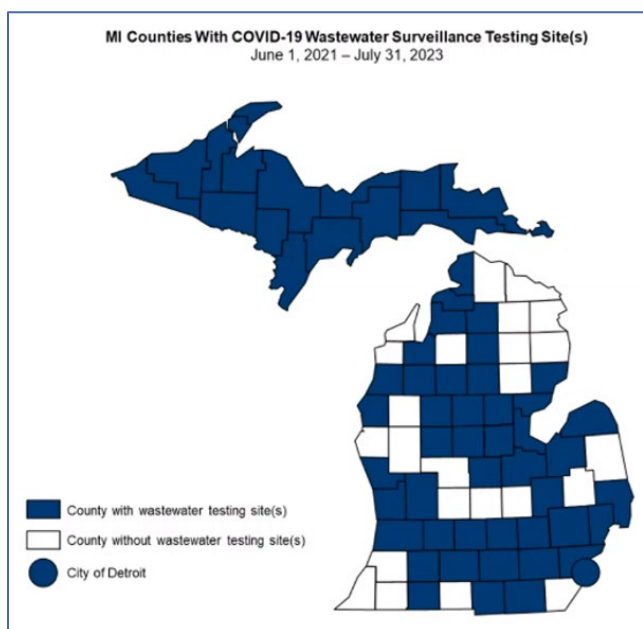 MI Counties With COVID-19 Wastewater Surveillance Testing Site(s)
June 1, 2021 – July 31, 2023
County with wastewater testing site(s)
County without wastewater testing site(s)
City of Detroit